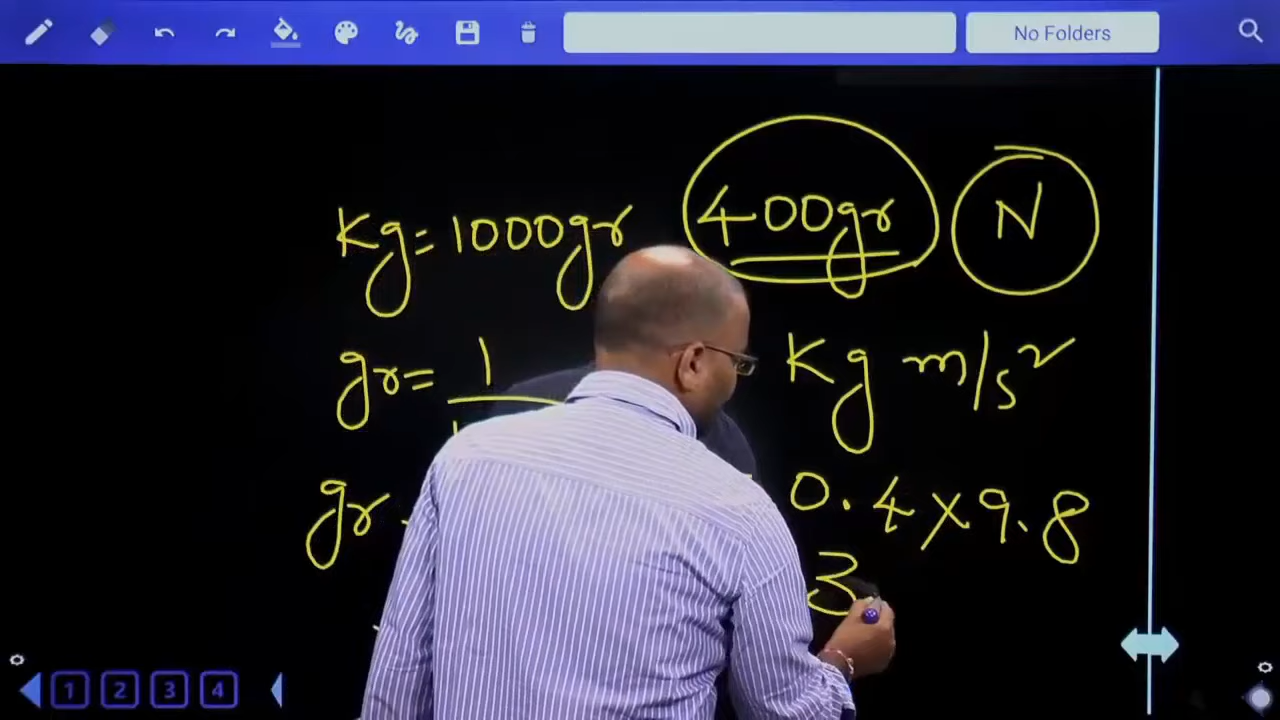 No Folders
Kg = 1000gr 400gr N
gr = 1
Kg m/s²
gr
0.4×9.8
3
1 2 3 4